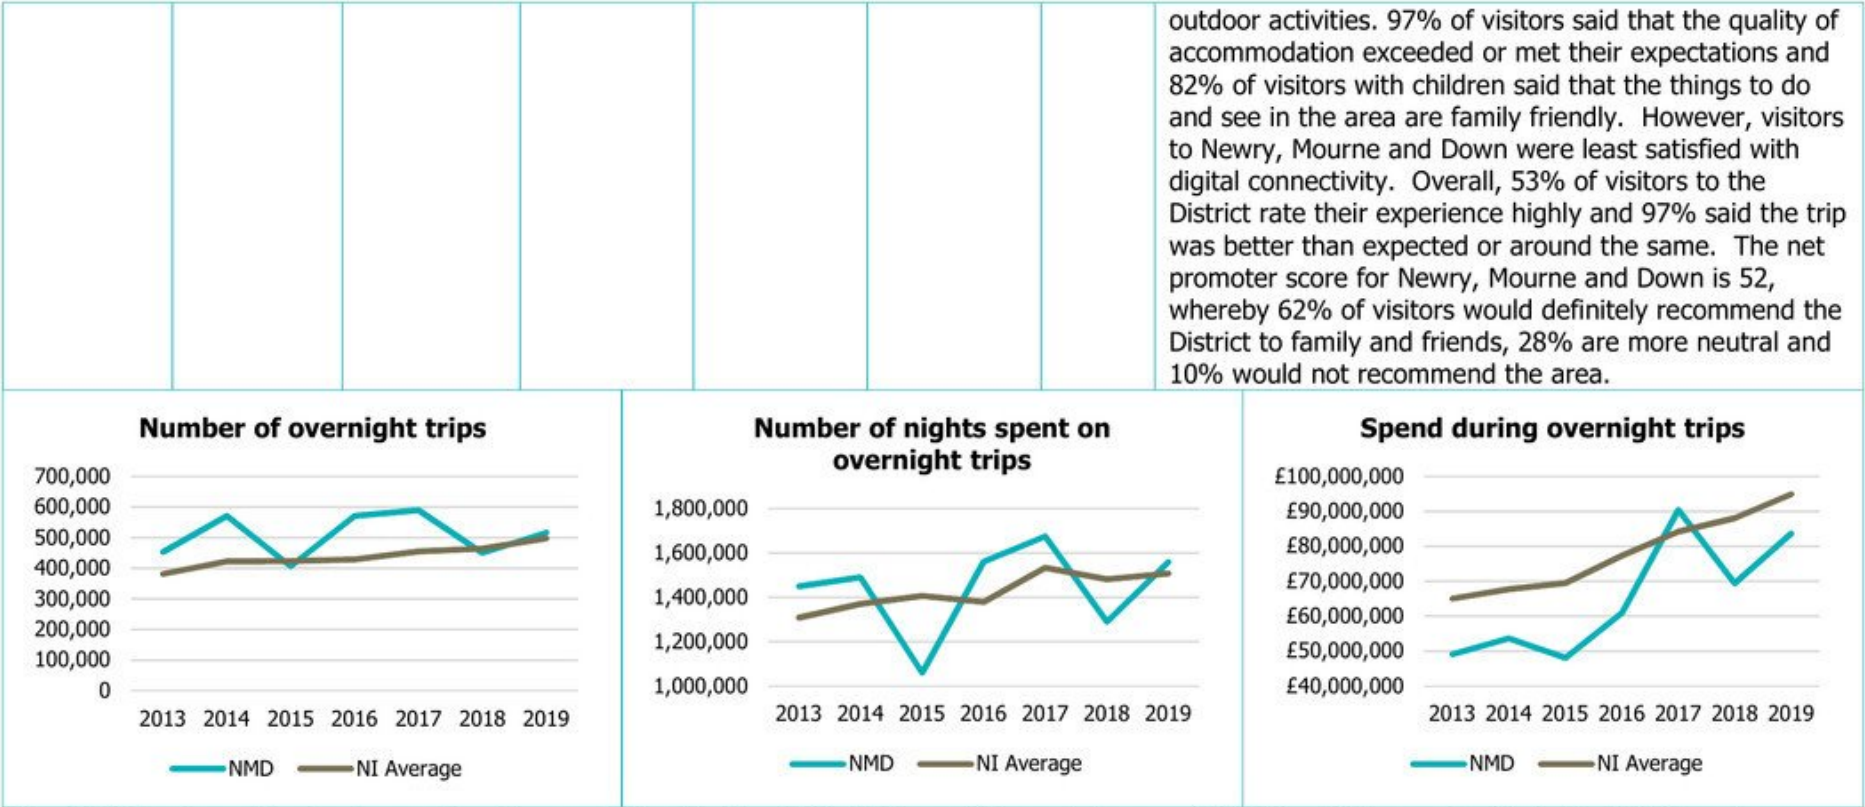 outdoor activities. 97% of visitors said that the quality of
accommodation exceeded or met their expectations and
82% of visitors with children said that the things to do
and see in the area are family friendly.  However, visitors
to Newry, Mourne and Down were least satisfied with
digital connectivity.  Overall, 53% of visitors to the
District rate their experience highly and 97% said the trip
was better than expected or around the same.  The net
promoter score for Newry, Mourne and Down is 52,
whereby 62% of visitors would definitely recommend the
District to family and friends, 28% are more neutral and
10% would not recommend the area.
Number of overnight trips
700,000
600,000
500,000
400,000
300,000
200,000
100,000
0
2013 2014 2015 2016 2017 2018 2019
NMD NI Average
Number of nights spent on
overnight trips
1,800,000
1,600,000
1,400,000
1,200,000
1,000,000
2013 2014 2015 2016 2017 2018 2019
NMD NI Average
Spend during overnight trips
£100,000,000
£90,000,000
£80,000,000
£70,000,000
£60,000,000
£50,000,000
£40,000,000
2013 2014 2015 2016 2017 2018 2019
NMD NI Average